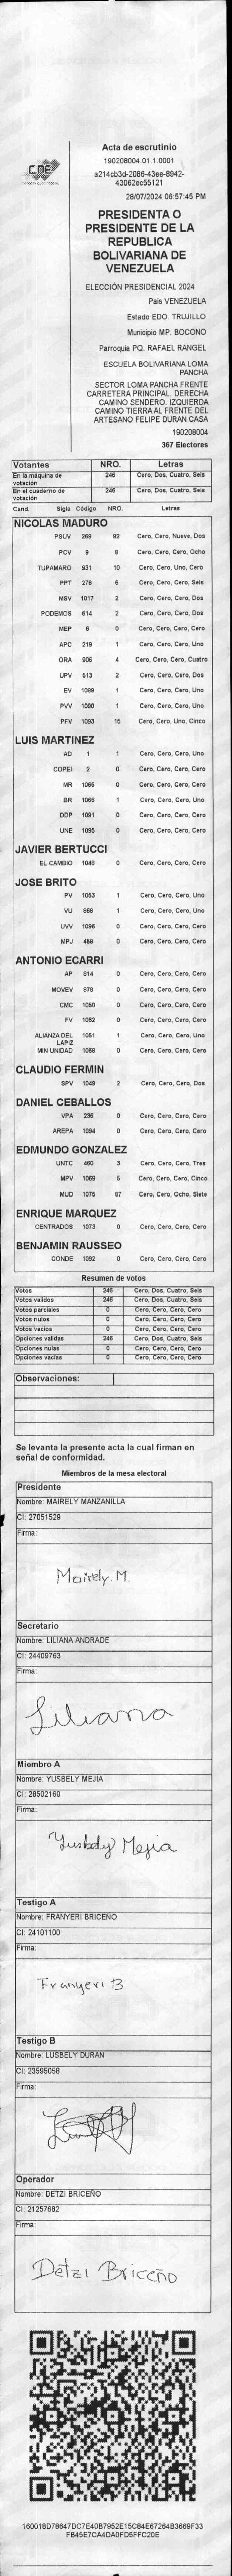 CNE
Acta de escrutinio
190208004.01.1.0001
a214cb3d-2086-43ee-8942-
43062ec55121
28/07/2024 06:57:45 PM
PRESIDENTA O
PRESIDENTE DE LA
REPUBLICA
BOLIVARIANA DE
VENEZUELA
ELECCIÓN PRESIDENCIAL 2024
Pais VENEZUELA
Estado EDO. TRUJILLO
Municipio MP. BOCONO
Parroquia PQ. RAFAEL RANGEL
ESCUELA BOLIVARIANA LOMA
PANCHA
SECTOR LOMA PANCHA FRENTE
CARRETERA PRINCIPAL. DERECHA
CAMINO SENDERO. IZQUIERDA
CAMINO TIERRA AL FRENTE DEL
ARTESANO FELIPE DURAN CASA
190208004
367 Electores
Votantes NRO. Letras
En la máquina de votación 246 Cero, Dos, Cuatro, Seis
En el cuaderno de votación 246 Cero, Dos, Cuatro, Seis
Cand. Sigla Código NRO. Letras
NICOLAS MADURO
PSUV 269 92 Cero, Cero, Nueve, Dos
PCV 9 8 Cero, Cero, Cero, Ocho
TUPAMARO 931 10 Cero, Cero, Uno, Cero
PPT 276 6 Cero, Cero, Cero, Seis
MSV 1017 2 Cero, Cero, Cero, Dos
PODEMOS 614 2 Cero, Cero, Cero, Dos
MEP 6 0 Cero, Cero, Cero, Cero
APC 219 1 Cero, Cero, Cero, Uno
ORA 906 4 Cero, Cero, Cero, Cuatro
UPV 613 2 Cero, Cero, Cero, Dos
EV 1089 1 Cero, Cero, Cero, Uno
PVV 1090 1 Cero, Cero, Cero, Uno
PFV 1093 15 Cero, Cero, Uno, Cinco
LUIS MARTINEZ
AD 1 1 Cero, Cero, Cero, Uno
COPEI 2 0 Cero, Cero, Cero, Cero
MR 1065 0 Cero, Cero, Cero, Cero
BR 1066 1 Cero, Cero, Cero, Uno
DDP 1091 0 Cero, Cero, Cero, Cero
UNE 1095 0 Cero, Cero, Cero, Cero
JAVIER BERTUCCI
EL CAMBIO 1048 0 Cero, Cero, Cero, Cero
JOSE BRITO
PV 1053 1 Cero, Cero, Cero, Uno
VU 868 1 Cero, Cero, Cero, Uno
UVV 1096 0 Cero, Cero, Cero, Cero
MPJ 459 0 Cero, Cero, Cero, Cero
ANTONIO ECARRI
AP 814 0 Cero, Cero, Cero, Cero
MOVEV 878 0 Cero, Cero, Cero, Cero
CMC 1050 0 Cero, Cero, Cero, Cero
FV 1062 0 Cero, Cero, Cero, Cero
ALIANZA DEL LAPIZ 1051 1 Cero, Cero, Cero, Uno
MIN UNIDAD 1068 0 Cero, Cero, Cero, Cero
CLAUDIO FERMIN
SPV 1049 2 Cero, Cero, Cero, Dos
DANIEL CEBALLOS
VPA 236 0 Cero, Cero, Cero, Cero
AREPA 1094 0 Cero, Cero, Cero, Cero
EDMUNDO GONZALEZ
UNTC 460 3 Cero, Cero, Cero, Tres
MPV 1069 5 Cero, Cero, Cero, Cinco
MUD 1075 87 Cero, Cero, Ocho, Siete
ENRIQUE MARQUEZ
CENTRADOS 1073 0 Cero, Cero, Cero, Cero
BENJAMIN RAUSSEO
CONDE 1092 0 Cero, Cero, Cero, Cero
Resumen de votos
Votos 246 Cero, Dos, Cuatro, Seis
Votos validos 246 Cero, Dos, Cuatro, Seis
Votos parciales 0 Cero, Cero, Cero, Cero
Votos nulos 0 Cero, Cero, Cero, Cero
Votos vacios 0 Cero, Cero, Cero, Cero
Opciones validas 246 Cero, Dos, Cuatro, Seis
Opciones nulas 0 Cero, Cero, Cero, Cero
Opciones vacias 0 Cero, Cero, Cero, Cero
Observaciones:
Se levanta la presente acta la cual firman en
señal de conformidad.
Miembros de la mesa electoral
Presidente
Nombre: MAIRELY MANZANILLA
CI: 27051529
Firma:
Mairely. M.
Secretario
Nombre: LILIANA ANDRADE
CI: 24409763
Firma:
Liliana
Miembro A
Nombre: YUSBELY MEJIA
CI: 28502160
Firma:
Yusbely Mejia
Testigo A
Nombre: FRANYERI BRICEÑO
CI: 24101100
Firma:
Franyeri B
Testigo B
Nombre: LUSBELY DURAN
CI: 23595058
Firma:
Operador
Nombre: DETZI BRICEÑO
CI: 21257682
Firma:
Detzi Briceño
160018D78647DC7E40B7952E15C84E67264B3669F33
FB45E7CA4DA0FD5FFC20E